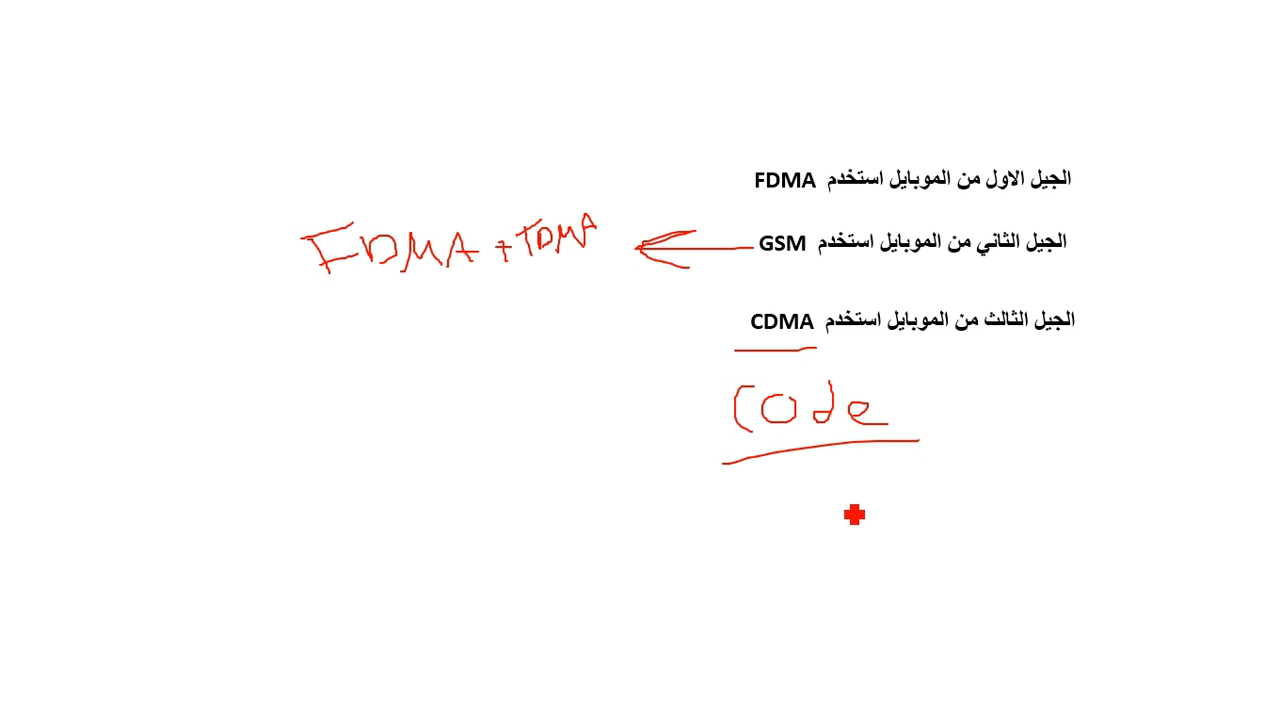 الجيل الاول من الموبايل استخدم FDMA
الجيل الثاني من الموبايل استخدم GSM
FDMA + TDMA
الجيل الثالث من الموبايل استخدم CDMA
Code